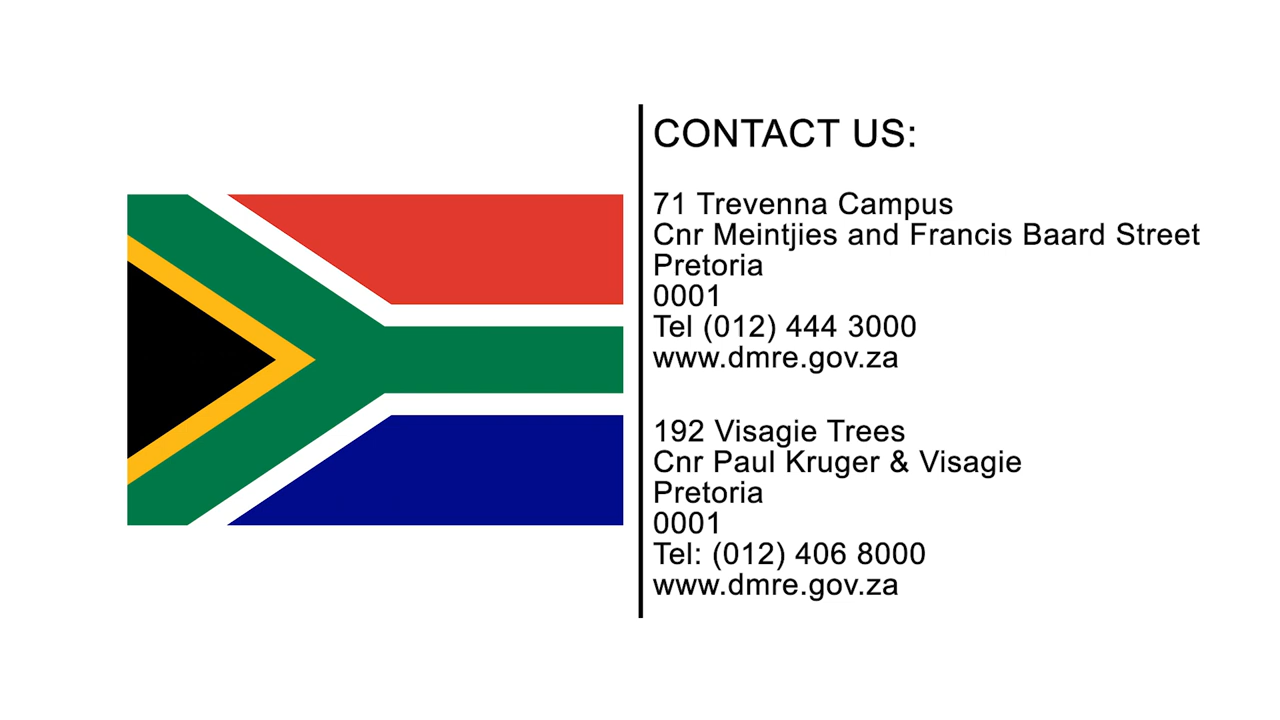 CONTACT US:
71 Trevenna Campus
Cnr Meintjies and Francis Baard Street
Pretoria
0001
Tel (012) 444 3000
www.dmre.gov.za
192 Visagie Trees
Cnr Paul Kruger & Visagie
Pretoria
0001
Tel: (012) 406 8000
www.dmre.gov.za